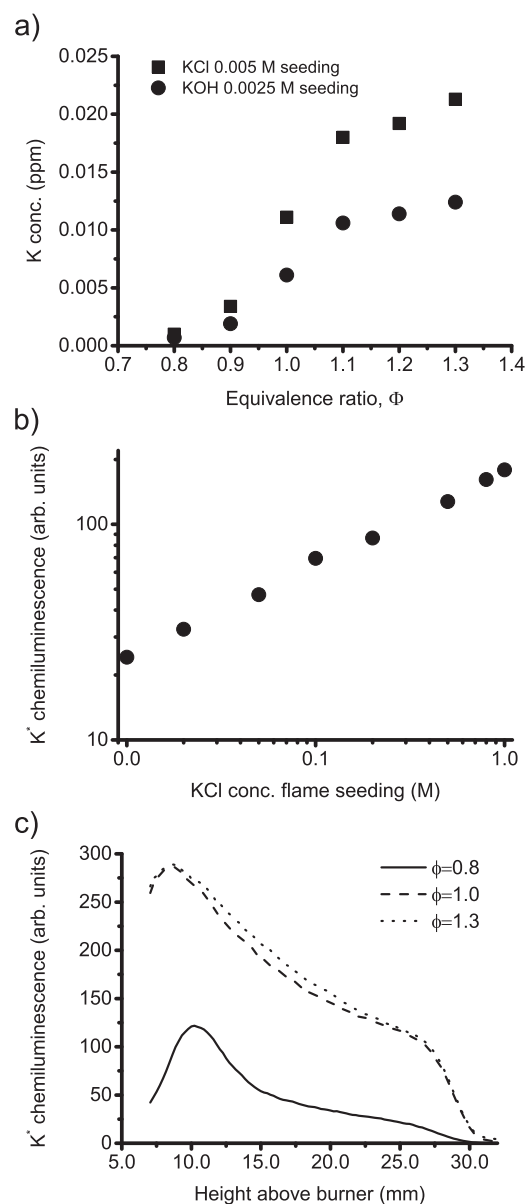 a)
0.025
KCl 0.005 M seeding
KOH 0.0025 M seeding
0.020
0.015
0.010
0.005
0.000
K conc. (ppm)
0.7 0.8 0.9 1.0 1.1 1.2 1.3 1.4
Equivalence ratio, Φ
b)
100
10
K* chemiluminescence (arb. units)
0.0 0.1 1.0
KCl conc. flame seeding (M)
c)
300
ϕ=0.8
250
ϕ=1.0
ϕ=1.3
200
150
100
50
0
K* chemiluminescence (arb. units)
5.0 10.0 15.0 20.0 25.0 30.0
Height above burner (mm)